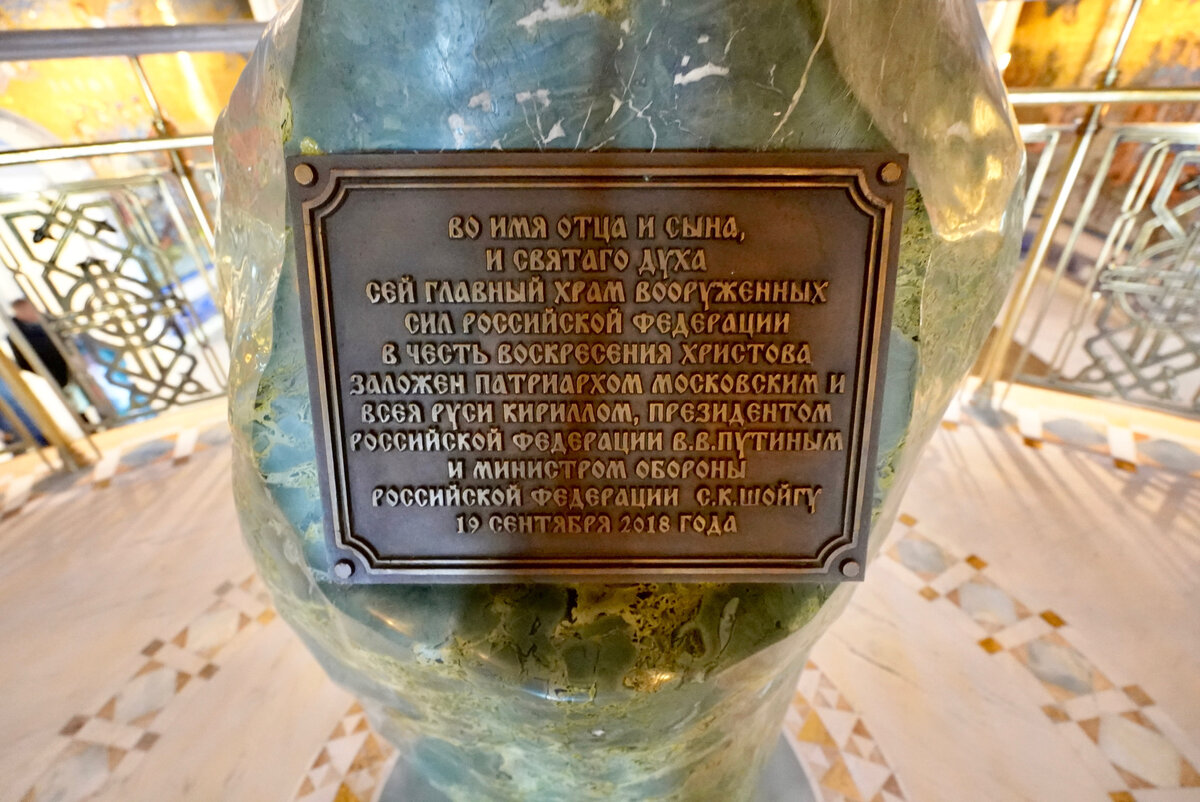 ВО ИМЯ ОТЦА И СЫНА,
И СВЯТАГО ДУХА
СЕЙ ГЛАВНЫЙ ХРАМ ВООРУЖЕННЫХ
СИЛ РОССИЙСКОЙ ФЕДЕРАЦИИ
В ЧЕСТЬ ВОСКРЕСЕНИЯ ХРИСТОВА
ЗАЛОЖЕН ПАТРИАРХОМ МОСКОВСКИМ И
ВСЕЯ РУСИ КИРИЛЛОМ, ПРЕЗИДЕНТОМ
РОССИЙСКОЙ ФЕДЕРАЦИИ В.В.ПУТИНЫМ
И МИНИСТРОМ ОБОРОНЫ
РОССИЙСКОЙ ФЕДЕРАЦИИ С.К.ШОЙГУ
19 СЕНТЯБРЯ 2018 ГОДА